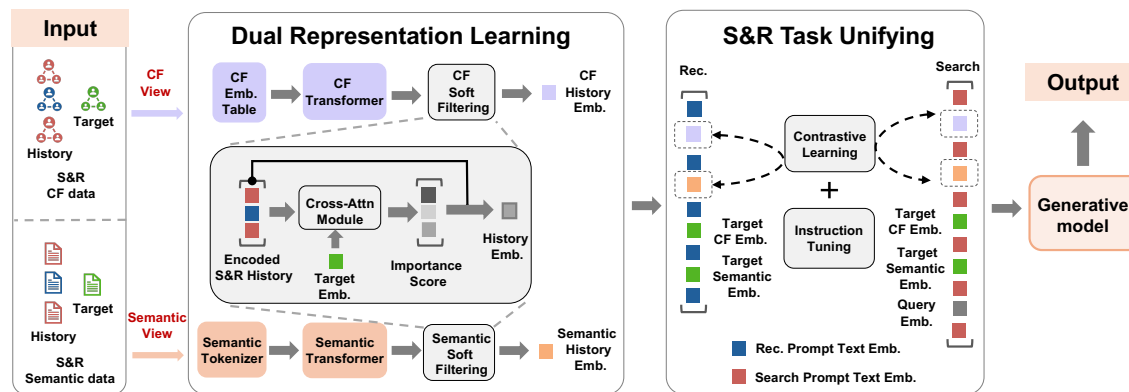 Input
Target
History
S&R
CF data
Target
History
S&R
Semantic data
CF
View
Semantic
View
Dual Representation Learning
CF
Emb.
Table
CF
Transformer
CF
Soft
Filtering
CF
History
Emb.
Encoded
S&R History
Cross-Attn
Module
Target
Emb.
Importance
Score
History
Emb.
Semantic
Tokenizer
Semantic
Transformer
Semantic
Soft
Filtering
Semantic
History
Emb.
S&R Task Unifying
Rec.
Target
CF Emb.
Target
Semantic
Emb.
Contrastive
Learning
+
Instruction
Tuning
Search
Target
CF Emb.
Target
Semantic
Emb.
Query
Emb.
Rec. Prompt Text Emb.
Search Prompt Text Emb.
Output
Generative
model